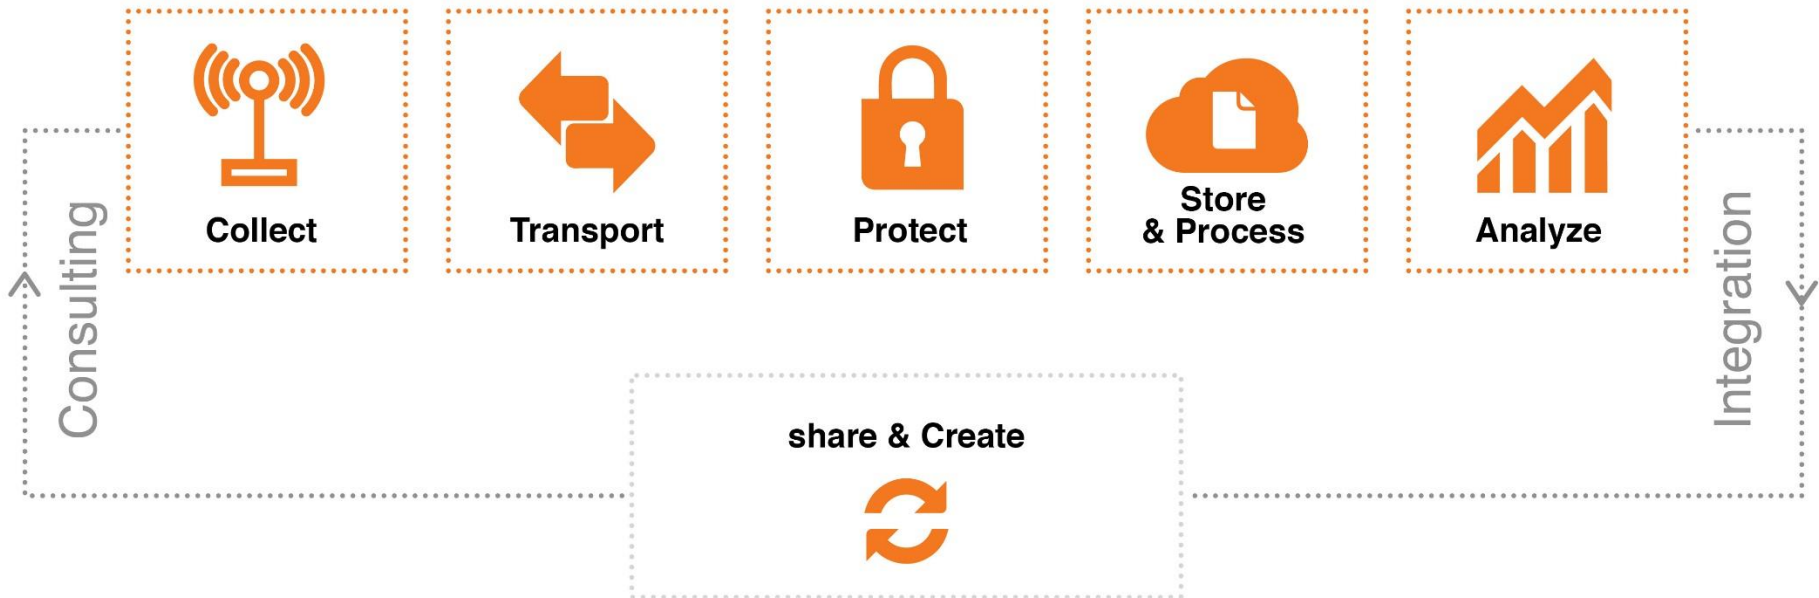 Collect
Transport
Protect
Store
& Process
Analyze
Consulting
Integration
share & Create